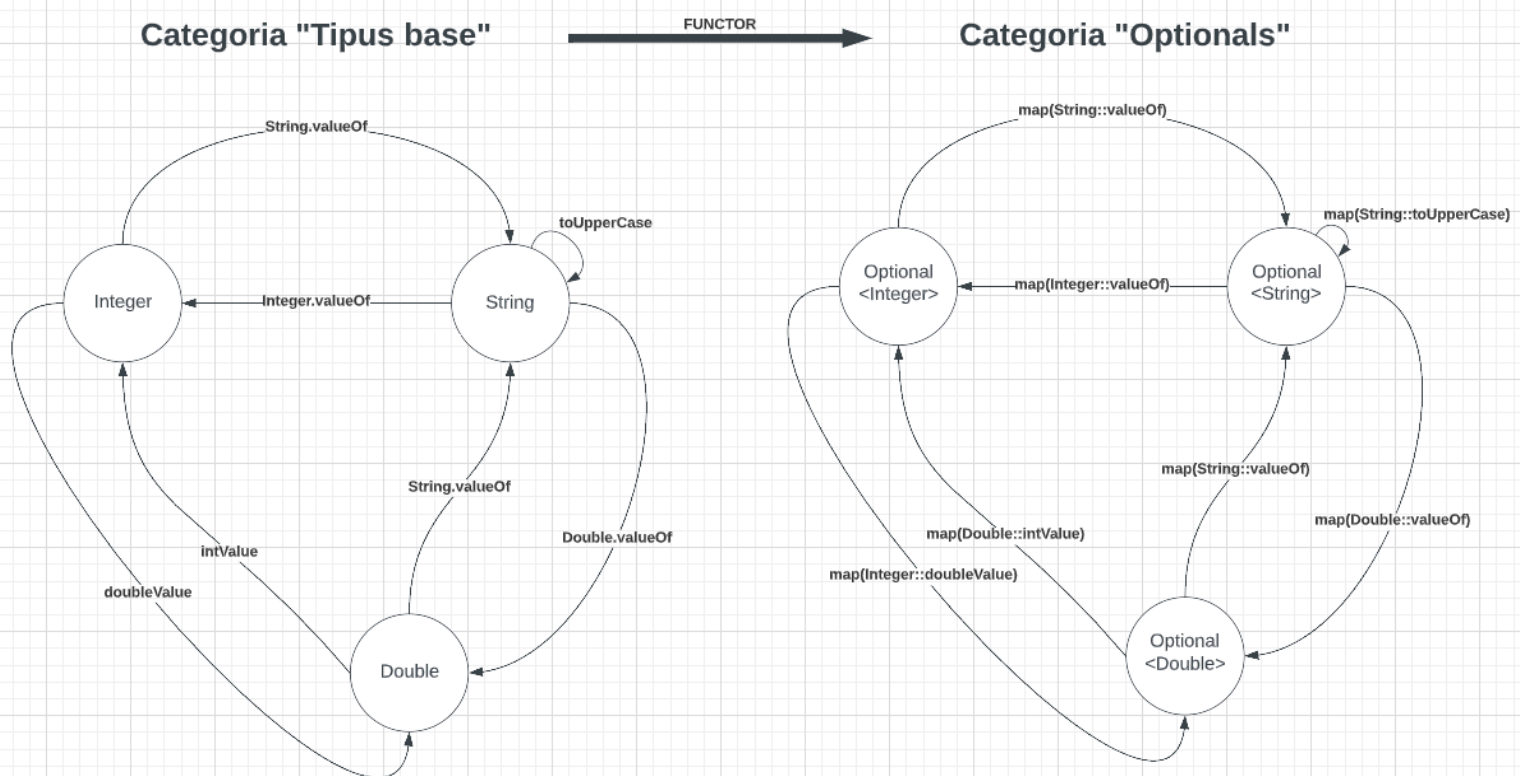 Categoria "Tipus base"
FUNCTOR
Categoria "Optionals"
String.valueOf
toUpperCase
Integer
Integer.valueOf
String
String.valueOf
Double.valueOf
intValue
doubleValue
Double
map(String::valueOf)
map(String::toUpperCase)
Optional
<Integer>
map(Integer::valueOf)
Optional
<String>
map(String::valueOf)
map(Double::valueOf)
map(Double::intValue)
map(Integer::doubleValue)
Optional
<Double>